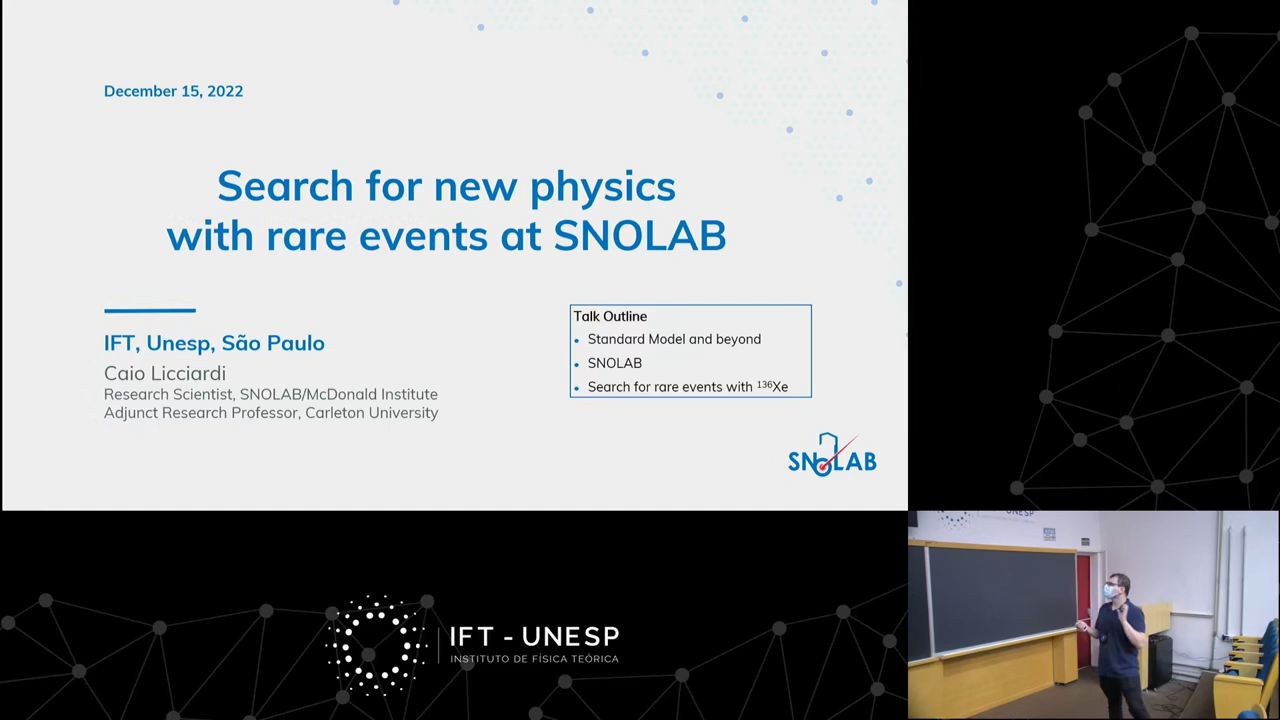 December 15, 2022
Search for new physics
with rare events at SNOLAB
IFT, Unesp, São Paulo
Caio Licciardi
Research Scientist, SNOLAB/McDonald Institute
Adjunct Research Professor, Carleton University
Talk Outline
• Standard Model and beyond
• SNOLAB
• Search for rare events with ¹³⁶Xe
SNOLAB
UNESP
IFT - UNESP
INSTITUTO DE FÍSICA TEÓRICA